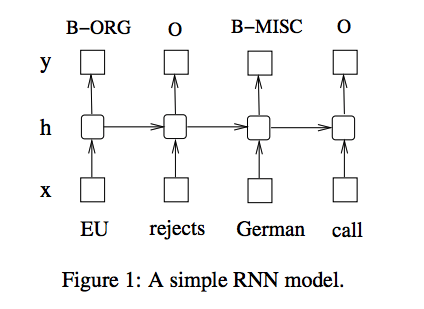 B–ORG O B–MISC O
y
h
x
EU rejects German call
Figure 1: A simple RNN model.